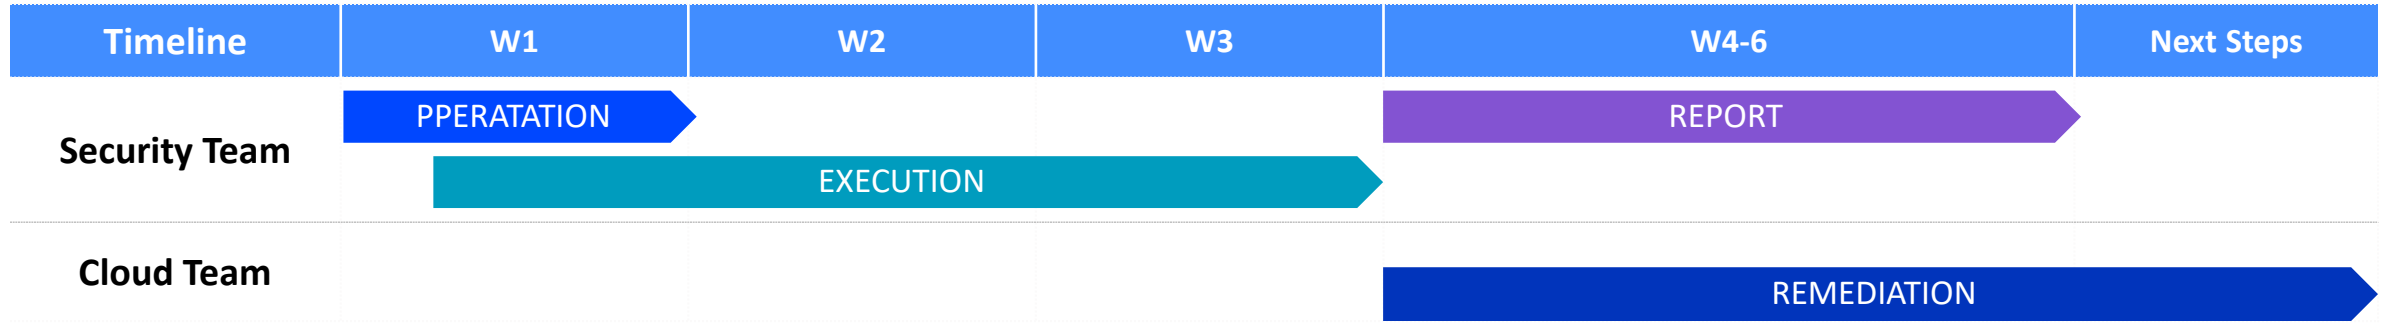 Timeline W1 W2 W3 W4-6 Next Steps
PPERATATION REPORT
Security Team
EXECUTION
Cloud Team
REMEDIATION